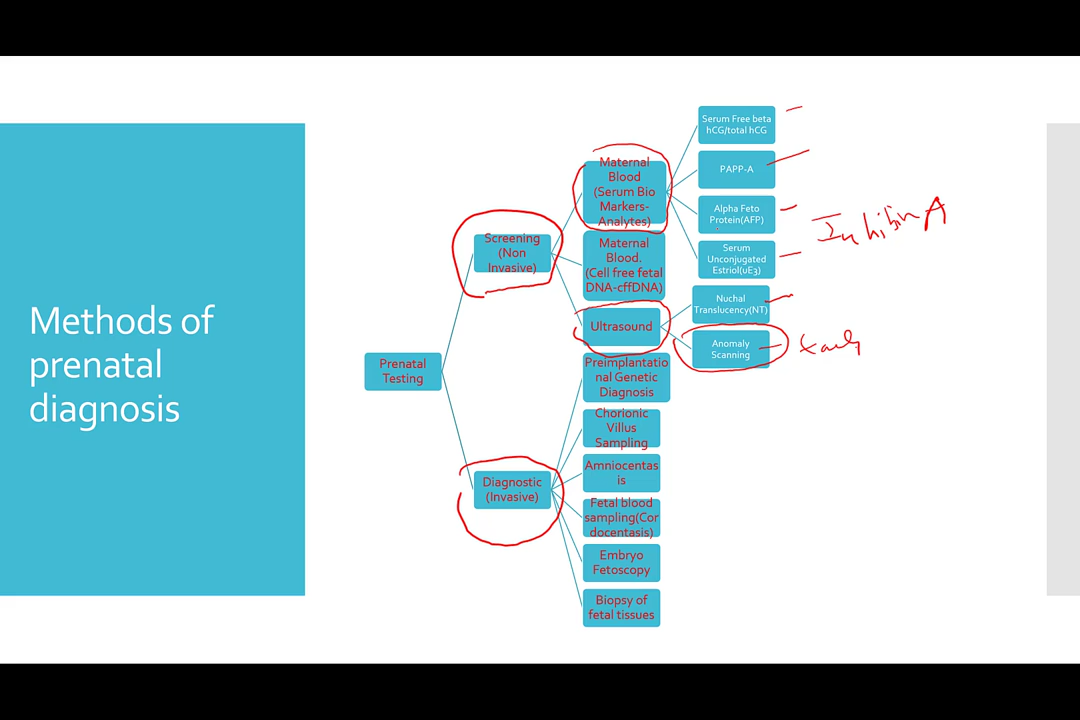 Methods of
prenatal
diagnosis
Prenatal
Testing
Screening
(Non
Invasive)
Maternal
Blood
(Serum Bio
Markers-
Analytes)
Serum Free beta
hCG/total hCG
PAPP-A
Alpha Feto
Protein(AFP)
Serum
Unconjugated
Estriol(uE3)
Inhibin A
Maternal
Blood.
(Cell free fetal
DNA-cffDNA)
Ultrasound
Nuchal
Translucency(NT)
Anomaly
Scanning
Diagnostic
(Invasive)
Preimplantatio
nal Genetic
Diagnosis
Chorionic
Villus
Sampling
Amniocentas
is
Fetal blood
sampling(Cor
docentasis)
Embryo
Fetoscopy
Biopsy of
fetal tissues